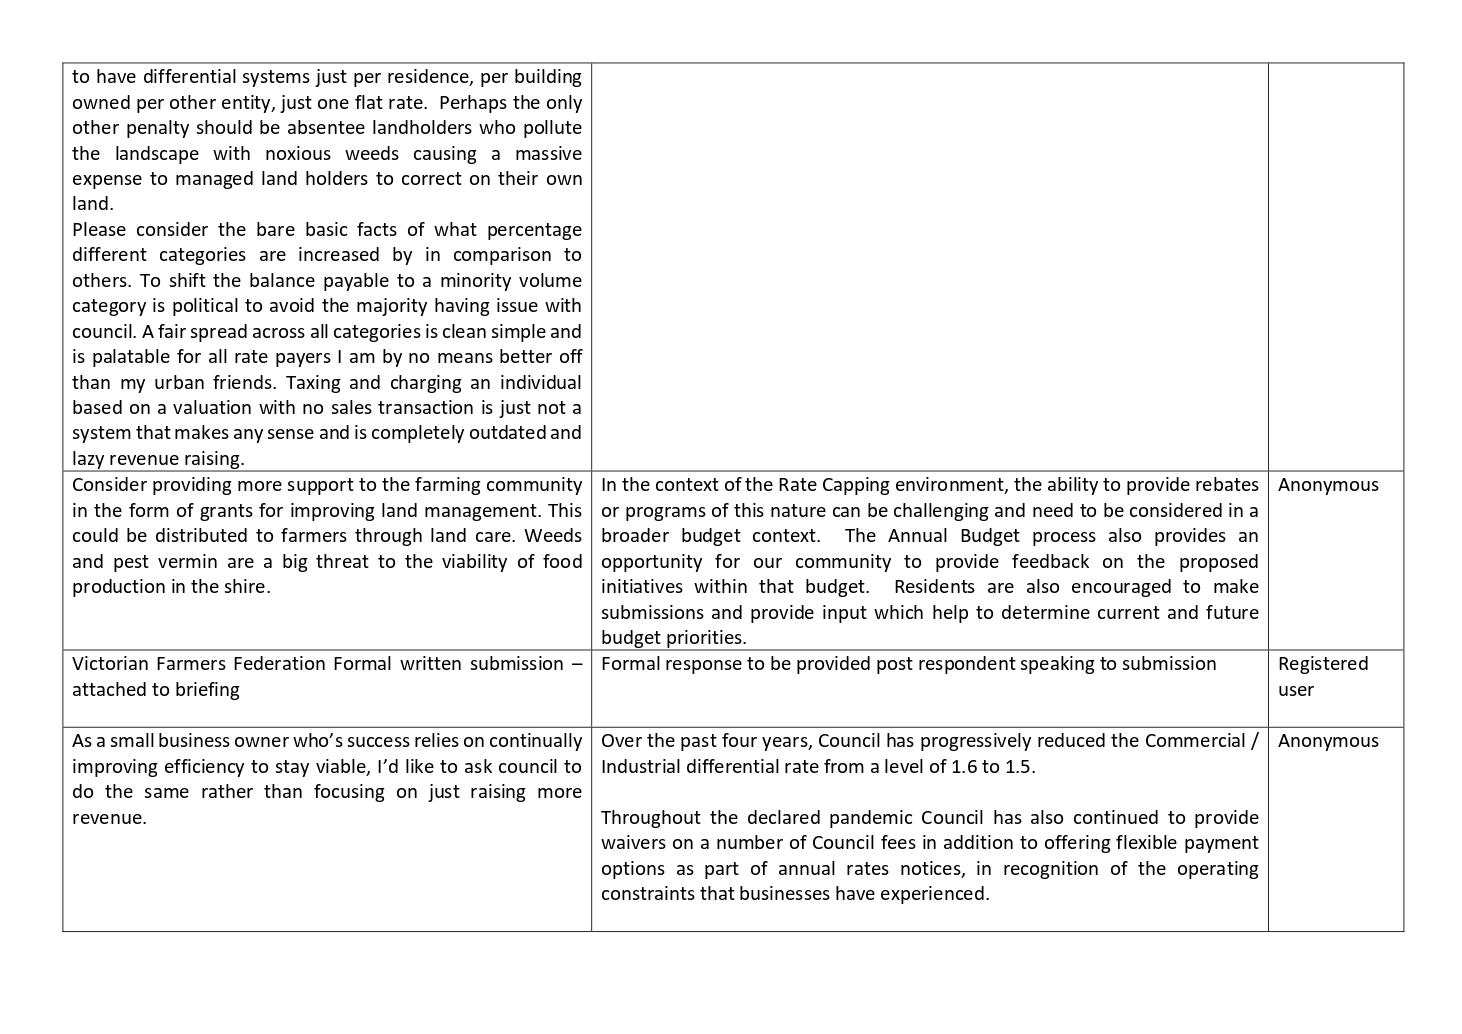 to have differential systems just per residence, per building
owned per other entity, just one flat rate.  Perhaps the only
other penalty should be absentee landholders who pollute
the landscape with noxious weeds causing a massive
expense to managed land holders to correct on their own
land.
Please consider the bare basic facts of what percentage
different categories are increased by in comparison to
others. To shift the balance payable to a minority volume
category is political to avoid the majority having issue with
council. A fair spread across all categories is clean simple and
is palatable for all rate payers I am by no means better off
than my urban friends. Taxing and charging an individual
based on a valuation with no sales transaction is just not a
system that makes any sense and is completely outdated and
lazy revenue raising.
Consider providing more support to the farming community
in the form of grants for improving land management. This
could be distributed to farmers through land care. Weeds
and pest vermin are a big threat to the viability of food
production in the shire.
In the context of the Rate Capping environment, the ability to provide rebates
or programs of this nature can be challenging and need to be considered in a
broader budget context.  The Annual Budget process also provides an
opportunity for our community to provide feedback on the proposed
initiatives within that budget.  Residents are also encouraged to make
submissions and provide input which help to determine current and future
budget priorities.
Anonymous
Victorian Farmers Federation Formal written submission –
attached to briefing
Formal response to be provided post respondent speaking to submission
Registered
user
As a small business owner who’s success relies on continually
improving efficiency to stay viable, I’d like to ask council to
do the same rather than focusing on just raising more
revenue.
Over the past four years, Council has progressively reduced the Commercial /
Industrial differential rate from a level of 1.6 to 1.5.
Throughout the declared pandemic Council has also continued to provide
waivers on a number of Council fees in addition to offering flexible payment
options as part of annual rates notices, in recognition of the operating
constraints that businesses have experienced.
Anonymous